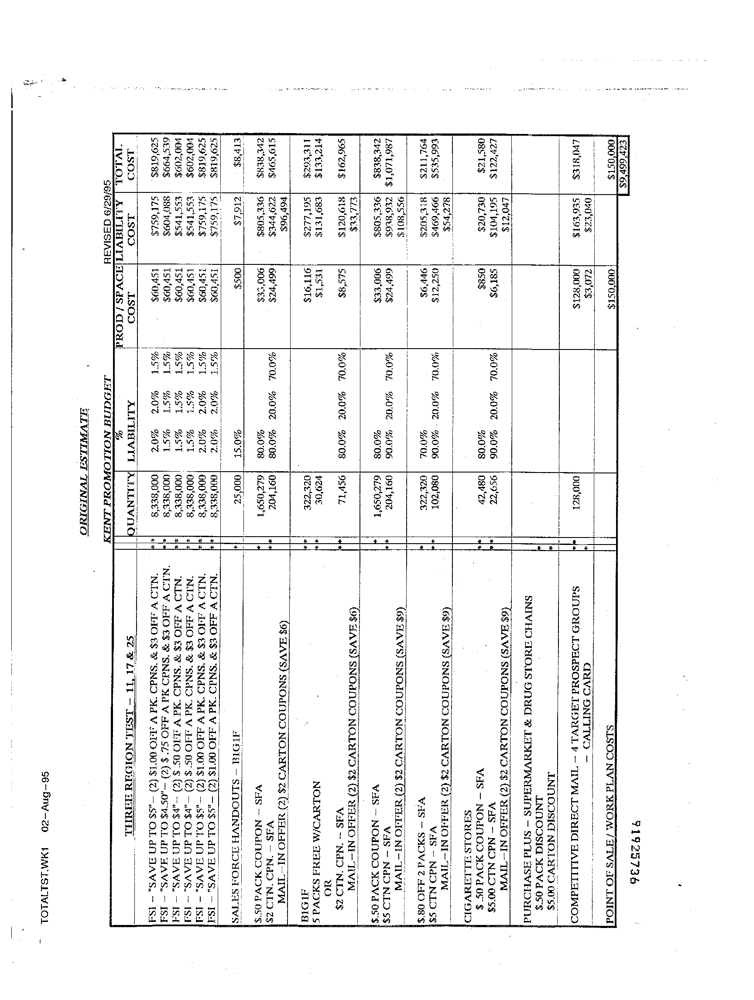 TOTALTST.WK1 02-Aug-95
ORIGINAL ESTIMATE
KENT PROMOTION BUDGET REVISED 6/29/95
% PROD / SPACE LIABILITY TOTAL
THREE REGION TEST – 11, 17 & 25 QUANTITY LIABILITY COST COST COST
FSI – "SAVE UP TO $5" – (2) $1.00 OFF A PK. CPNS. & $3 OFF A CTN. ** 8,338,000 2.0% 2.0% 1.5% $60,451 $759,175 $819,625
FSI – "SAVE UP TO $4.50" – (2) $ .75 OFF A PK CPNS. & $3 OFF A CTN. ** 8,338,000 1.5% 1.5% 1.5% $60,451 $604,088 $664,539
FSI – "SAVE UP TO $4" – (2) $ .50 OFF A PK. CPNS. & $3 OFF A CTN. ** 8,338,000 1.5% 1.5% 1.5% $60,451 $541,553 $602,004
FSI – "SAVE UP TO $4" – (2) $ .50 OFF A PK. CPNS. & $3 OFF A CTN. ** 8,338,000 1.5% 1.5% 1.5% $60,451 $541,553 $602,004
FSI – "SAVE UP TO $5" – (2) $1.00 OFF A PK. CPNS. & $3 OFF A CTN. ** 8,338,000 2.0% 2.0% 1.5% $60,451 $759,175 $819,625
FSI – "SAVE UP TO $5" – (2) $1.00 OFF A PK. CPNS. & $3 OFF A CTN. ** 8,338,000 2.0% 2.0% 1.5% $60,451 $759,175 $819,625
SALES FORCE HANDOUTS – B1G1F * 25,000 15.0% $500 $7,912 $8,413
$.50 PACK COUPON – SFA * 1,650,279 80.0% $33,006 $805,336 $838,342
$2 CTN. CPN. – SFA * 204,160 80.0% 20.0% 70.0% $24,499 $344,622 $465,615
MAIL–IN OFFER (2) $2 CARTON COUPONS (SAVE $6) $96,494
B1G1F ** 322,320 $16,116 $277,195 $293,311
5 PACKS FREE W/CARTON ** 30,624 $1,531 $131,683 $133,214
OR
$2 CTN. CPN. – SFA ** 71,456 80.0% 20.0% 70.0% $8,575 $120,618 $162,965
MAIL–IN OFFER (2) $2 CARTON COUPONS (SAVE $6) $33,773
$.50 PACK COUPON – SFA * 1,650,279 80.0% $33,006 $805,336 $838,342
$5 CTN CPN – SFA * 204,160 90.0% 20.0% 70.0% $24,499 $938,932 $1,071,987
MAIL–IN OFFER (2) $2 CARTON COUPONS (SAVE $9) $108,556
$.80 OFF 2 PACKS – SFA * 322,320 70.0% $6,446 $205,318 $211,764
$5 CTN CPN – SFA ** 102,080 90.0% 20.0% 70.0% $12,250 $469,466 $535,993
MAIL–IN OFFER (2) $2 CARTON COUPONS (SAVE $9) $54,278
CIGARETTE STORES
$ .50 PACK COUPON – SFA ** 42,480 80.0% $850 $20,730 $21,580
$5.00 CTN CPN – SFA ** 22,656 90.0% 20.0% 70.0% $6,185 $104,195 $122,427
MAIL–IN OFFER (2) $2 CARTON COUPONS (SAVE $9) $12,047
PURCHASE PLUS – SUPERMARKET & DRUG STORE CHAINS
$.50 PACK DISCOUNT *
$5.00 CARTON DISCOUNT *
COMPETITIVE DIRECT MAIL – 4 TARGET PROSPECT GROUPS ** 128,000 $128,000 $163,935 $318,047
– CALLING CARD * $3,072 $23,040
POINT OF SALE / WORK PLAN COSTS $150,000 $150,000
$9,499,423
91925736